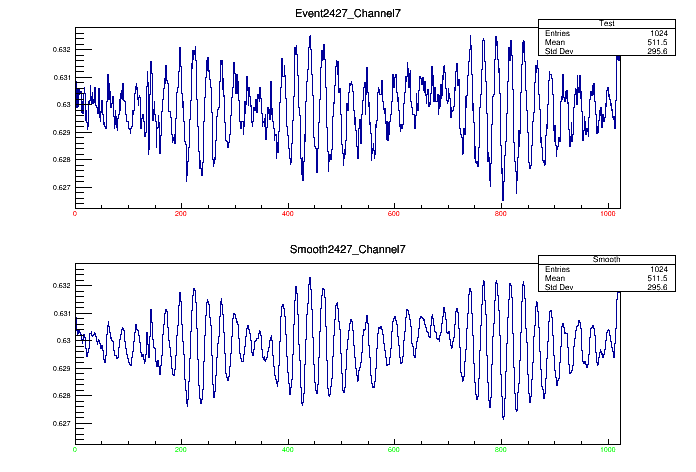 Event2427_Channel7
Test
Entries 1024
Mean 511.5
Std Dev 295.6
0.632
0.631
0.63
0.629
0.628
0.627
0 200 400 600 800 1000
Smooth2427_Channel7
Smooth
Entries 1024
Mean 511.5
Std Dev 295.6
0.632
0.631
0.63
0.629
0.628
0.627
0 200 400 600 800 1000